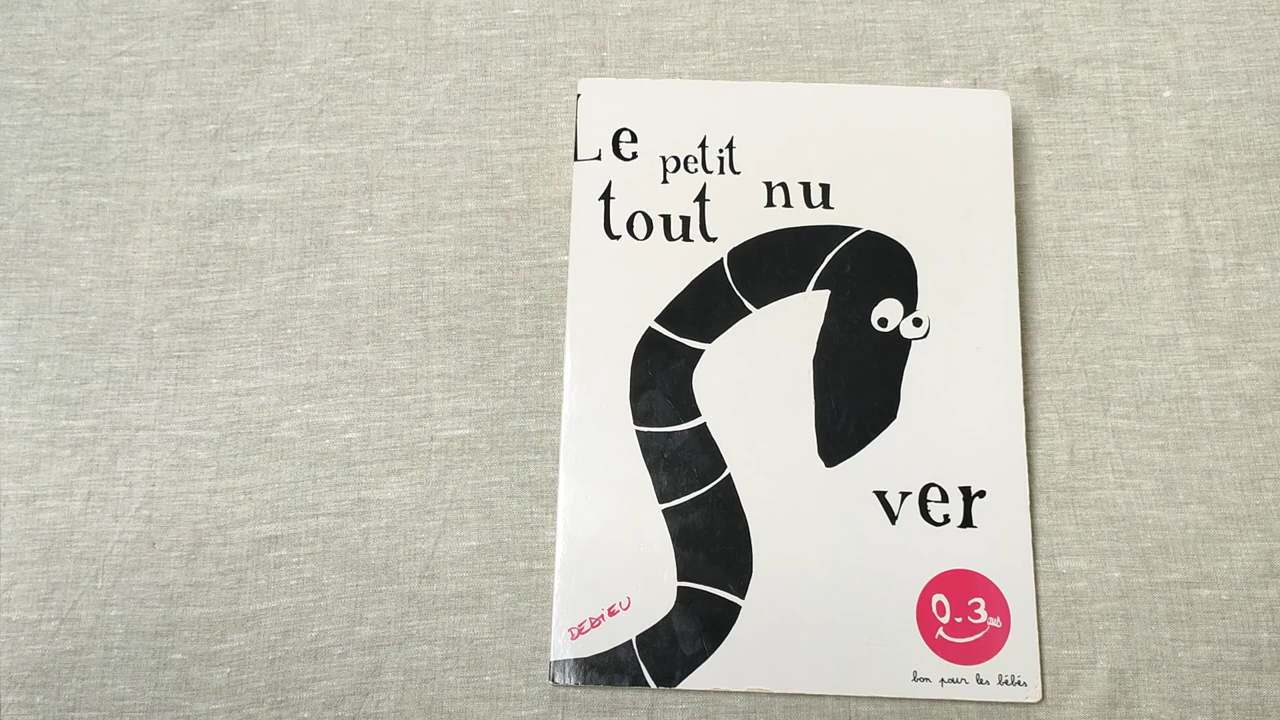 Le petit
tout nu
ver
DEDIEU
0-3 ans
bon pour les bébés